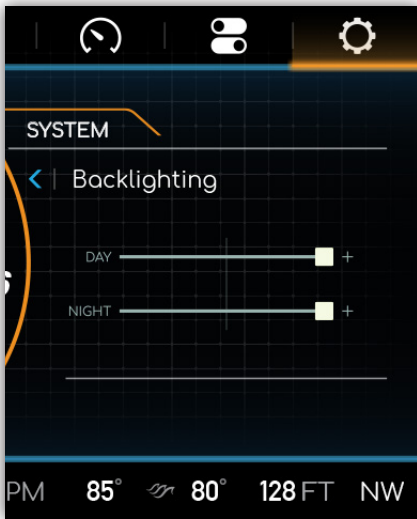 SYSTEM
Backlighting
DAY +
NIGHT +
PM 85° 80° 128 FT NW